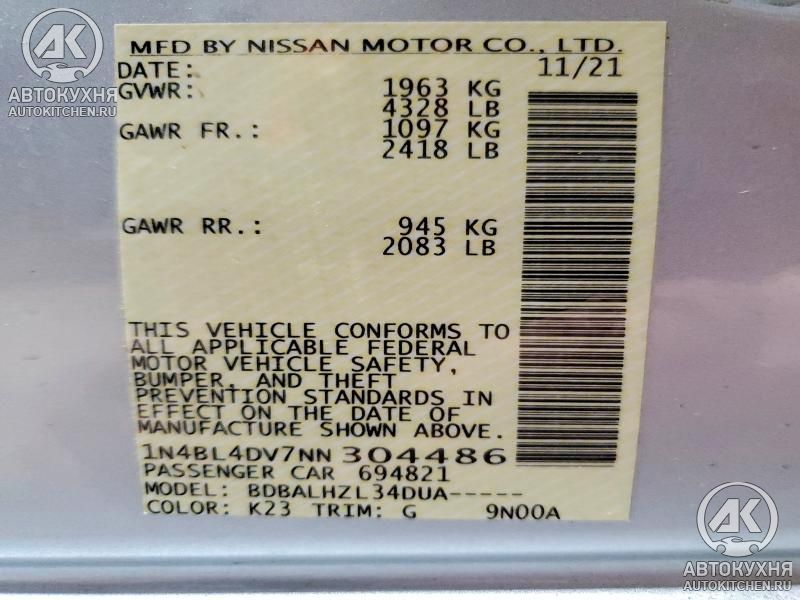 АВТОКУХНЯ
AUTOKITCHEN.RU
MFD BY NISSAN MOTOR CO., LTD.
DATE: 11/21
GVWR: 1963 KG
4328 LB
GAWR FR.: 1097 KG
2418 LB
GAWR RR.: 945 KG
2083 LB
THIS VEHICLE CONFORMS TO
ALL APPLICABLE FEDERAL
MOTOR VEHICLE SAFETY,
BUMPER, AND THEFT
PREVENTION STANDARDS IN
EFFECT ON THE DATE OF
MANUFACTURE SHOWN ABOVE.
1N4BL4DV7NN304486
PASSENGER CAR 694821
MODEL: BDBALHZL34DUA-----
COLOR: K23 TRIM: G 9N00A
АК
АВТОКУХНЯ
AUTOKITCHEN.RU